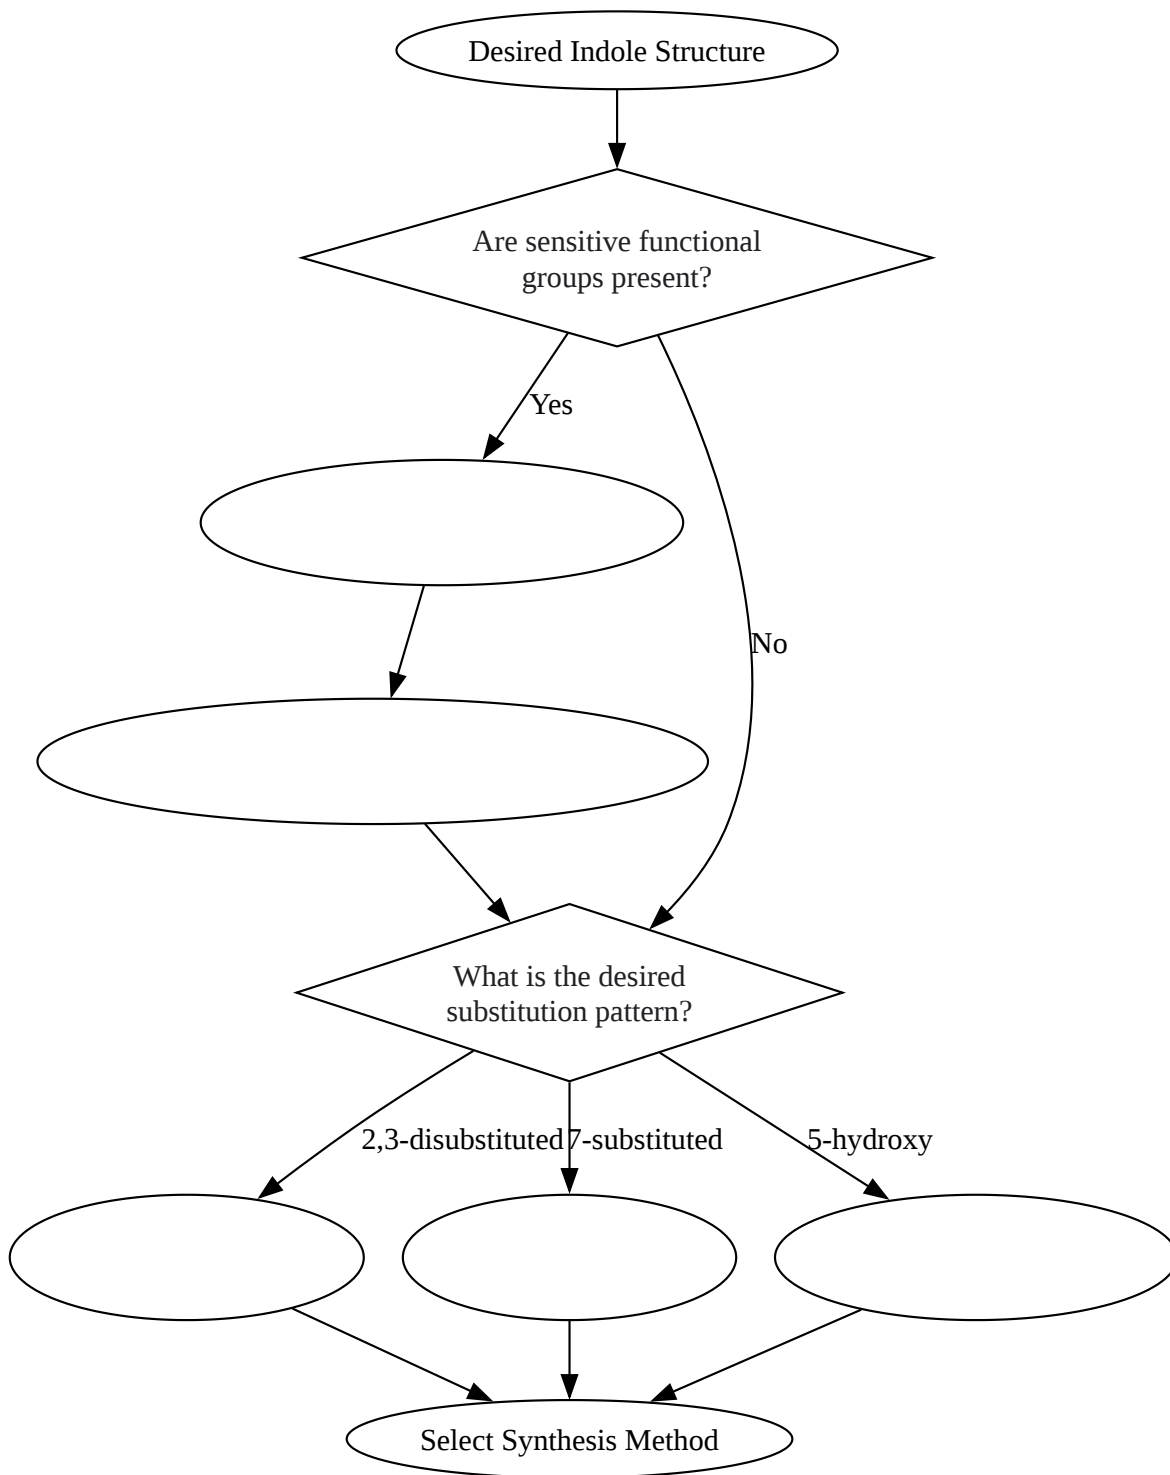 Desired Indole Structure
Are sensitive functional
groups present?
Yes
No
What is the desired
substitution pattern?
2,3-disubstituted
7-substituted
5-hydroxy
Select Synthesis Method